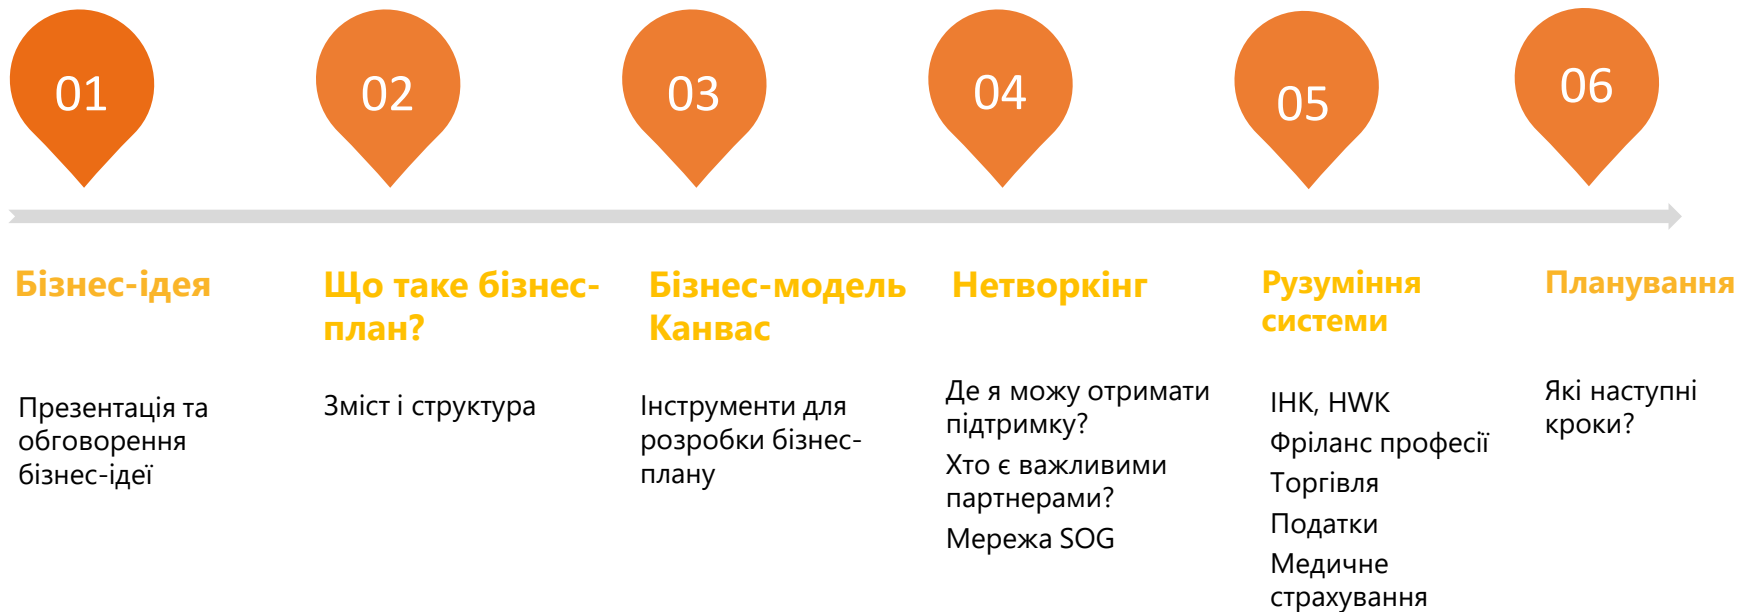 01
02
03
04
05
06
Бізнес-ідея
Презентація та
обговорення
бізнес-ідеї
Що таке бізнес-
план?
Зміст і структура
Бізнес-модель
Канвас
Інструменти для
розробки бізнес-
плану
Нетворкінг
Де я можу отримати
підтримку?
Хто є важливими
партнерами?
Мережа SOG
Рузуміння
системи
IHK, HWK
Фріланс професії
Торгівля
Податки
Медичне
страхування
Планування
Які наступні
кроки?